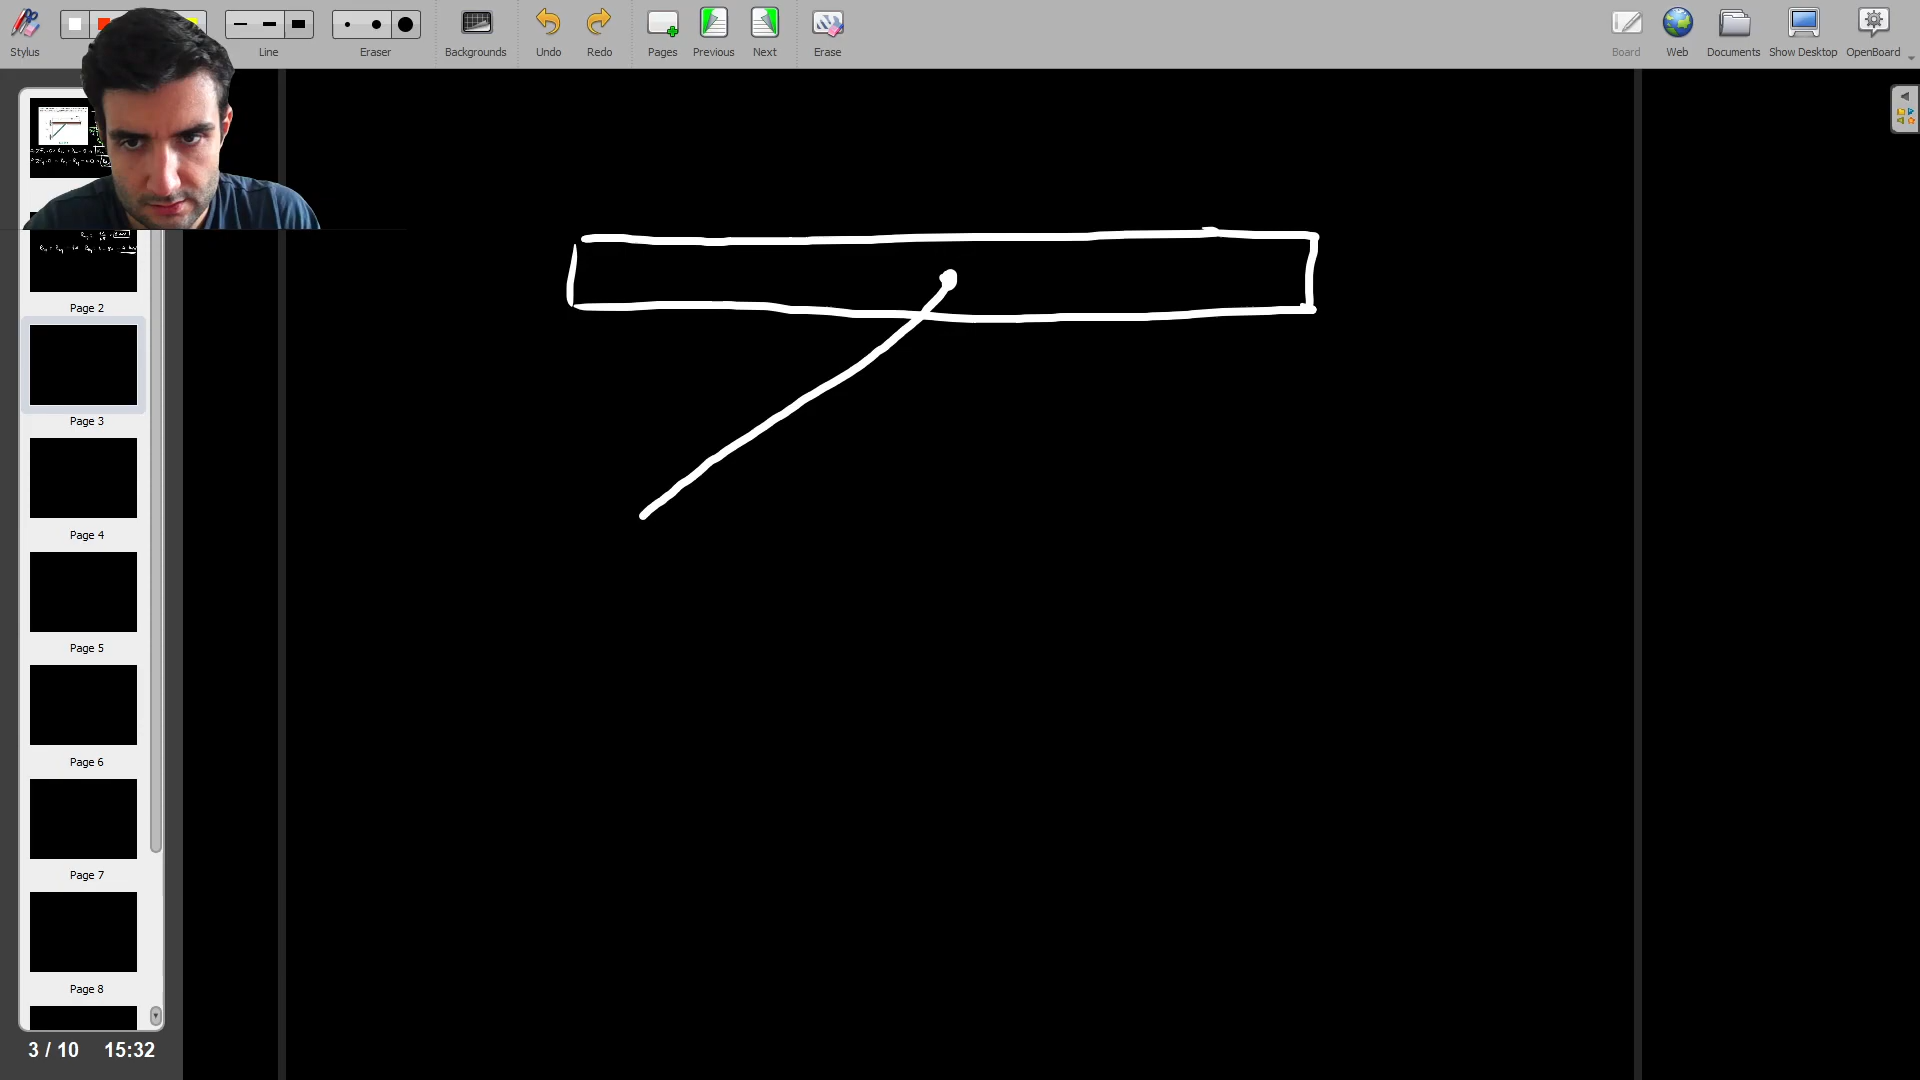 Stylus
Line
Eraser
Backgrounds
Undo
Redo
Pages
Previous
Next
Erase
Board
Web
Documents
Show Desktop
OpenBoard
Page 2
Page 3
Page 4
Page 5
Page 6
Page 7
Page 8
3 / 10 15:32